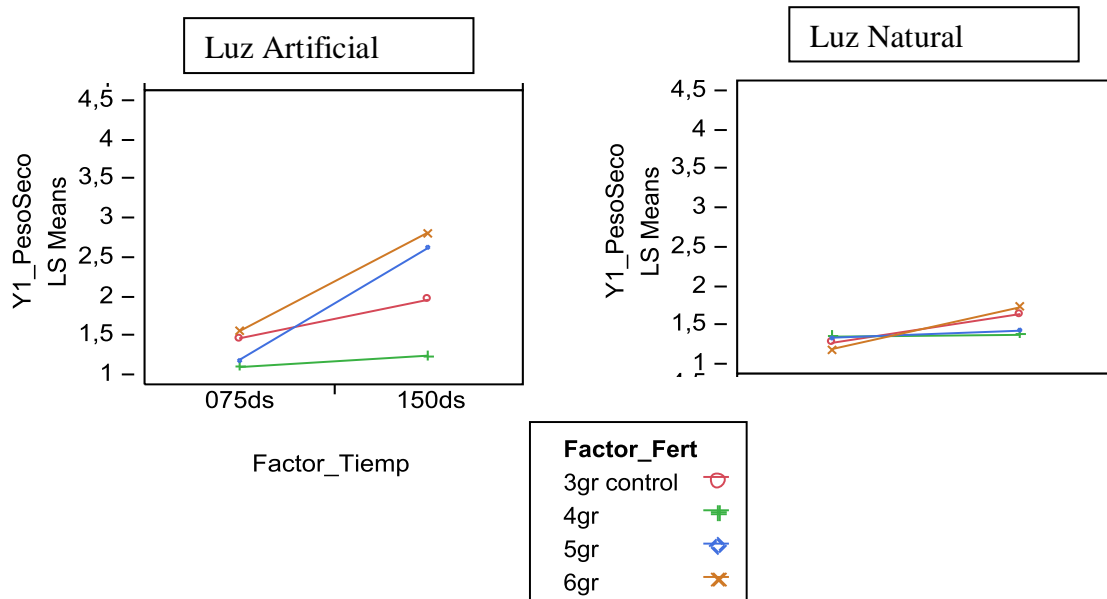 Luz Artificial
4,5
4
3,5
3
2,5
2
1,5
1
Y1_PesoSeco
LS Means
075ds
150ds
Factor_Tiemp
Luz Natural
4,5
4
3,5
3
2,5
2
1,5
1
Y1_PesoSeco
LS Means
Factor_Fert
3gr control
4gr
5gr
6gr